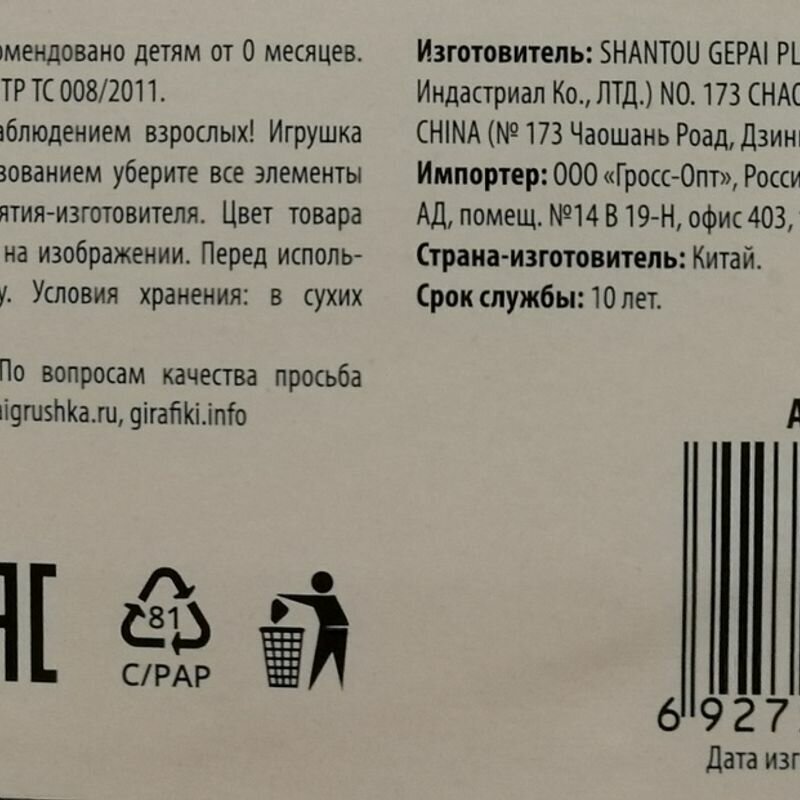 омендовано детям от 0 месяцев.
ТР ТС 008/2011.
аблюдением взрослых! Игрушка
зованием уберите все элементы
ятия-изготовителя. Цвет товара
на изображении. Перед исполь-
у. Условия хранения: в сухих
По вопросам качества просьба
igrushka.ru, girafiki.info
Изготовитель: SHANTOU GEPAI PL
Индастриал Ко., ЛТД.) NO. 173 CHAO
CHINA (№ 173 Чаошань Роад, Дзин
Импортер: ООО «Гросс-Опт», Росси
АД, помещ. №14 В 19-Н, офис 403,
Страна-изготовитель: Китай.
Срок службы: 10 лет.
81
C/PAP
6 927
Дата изг